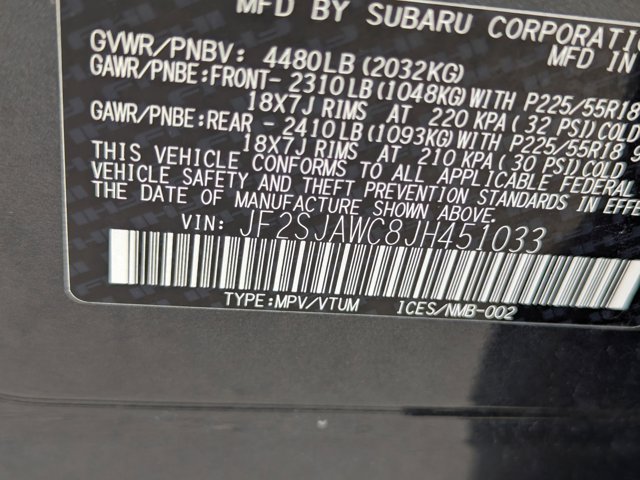 MFD BY SUBARU CORPORATI
GVWR/PNBV: 4480LB(2032KG) MFD IN
GAWR/PNBE:FRONT- 2310LB(1048KG)WITH P225/55R18
18X7J RIMS AT 220 KPA(32 PSI)COLD
GAWR/PNBE:REAR - 2410LB(1093KG)WITH P225/55R18
18X7J RIMS AT 210 KPA(30 PSI)COLD
THIS VEHICLE CONFORMS TO ALL APPLICABLE FEDERAL
VEHICLE SAFETY AND THEFT PREVENTION STANDARDS IN EFFE
THE DATE OF MANUFACTURE SHOWN ABOVE.
VIN: JF2SJAWC8JH451033
TYPE:MPV/VTUM ICES/NMB-002